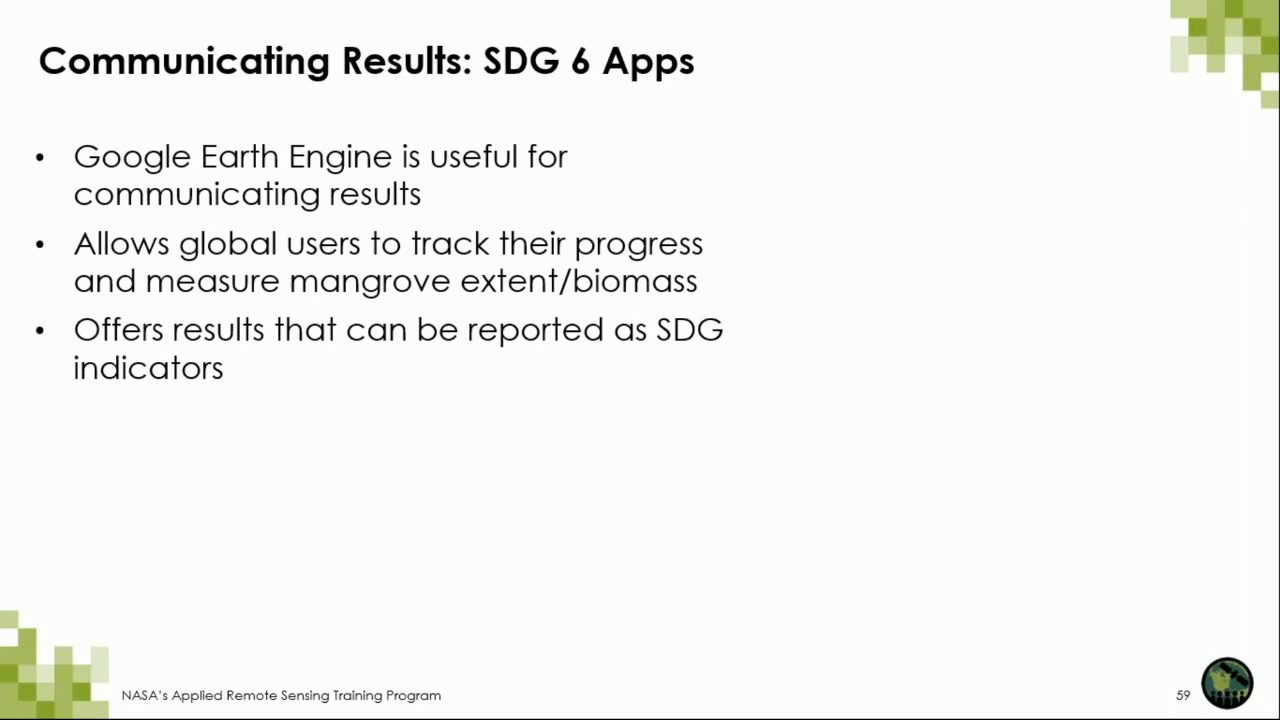 Communicating Results: SDG 6 Apps
• Google Earth Engine is useful for
communicating results
• Allows global users to track their progress
and measure mangrove extent/biomass
• Offers results that can be reported as SDG
indicators
NASA's Applied Remote Sensing Training Program
59